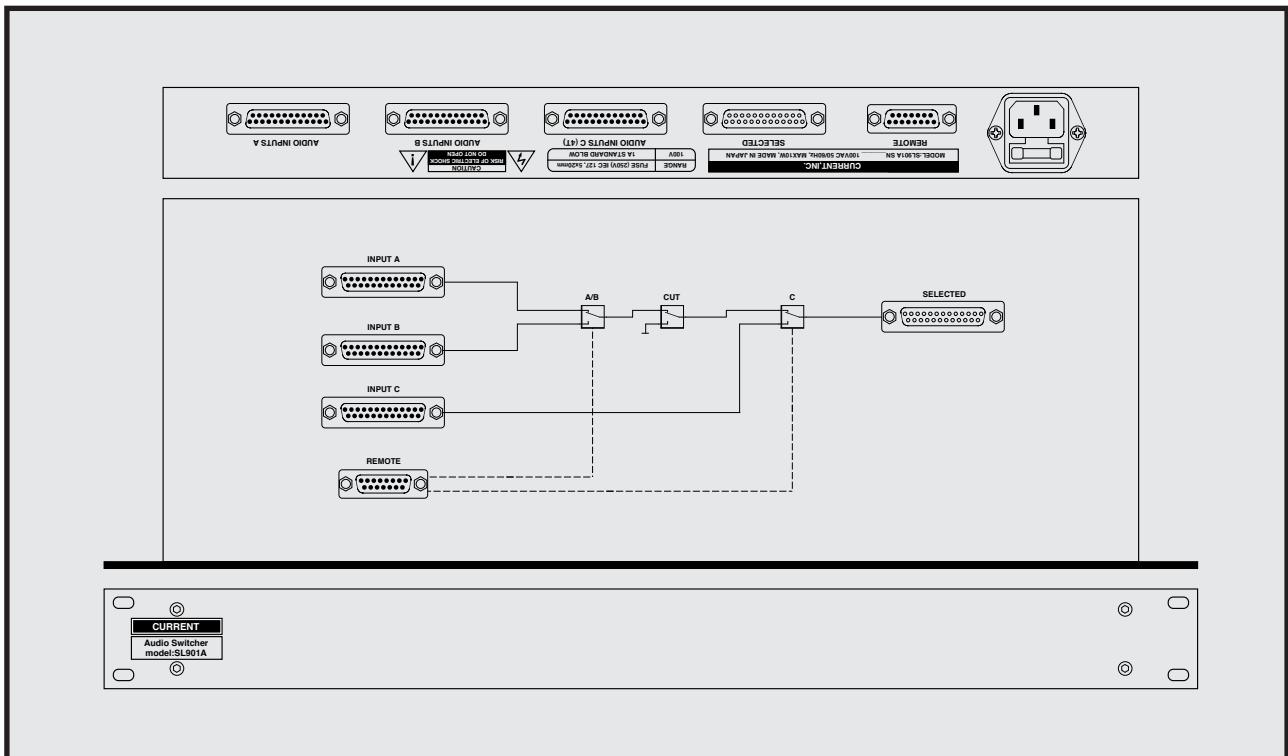 AUDIO INPUTS A
AUDIO INPUTS B
AUDIO INPUTS C (4T)
SELECTED
REMOTE
CAUTION
RISK OF ELECTRIC SHOCK
DO NOT OPEN
RANGE
FUSE (250V) IEC 127, 5x20mm
100V
1A STANDARD BLOW
CURRENT,INC.
MODEL-SL901A SN 100VAC 50/60Hz, MAX10W, MADE IN JAPAN
INPUT A
A/B
CUT
C
SELECTED
INPUT B
INPUT C
REMOTE
CURRENT
Audio Switcher
model:SL901A